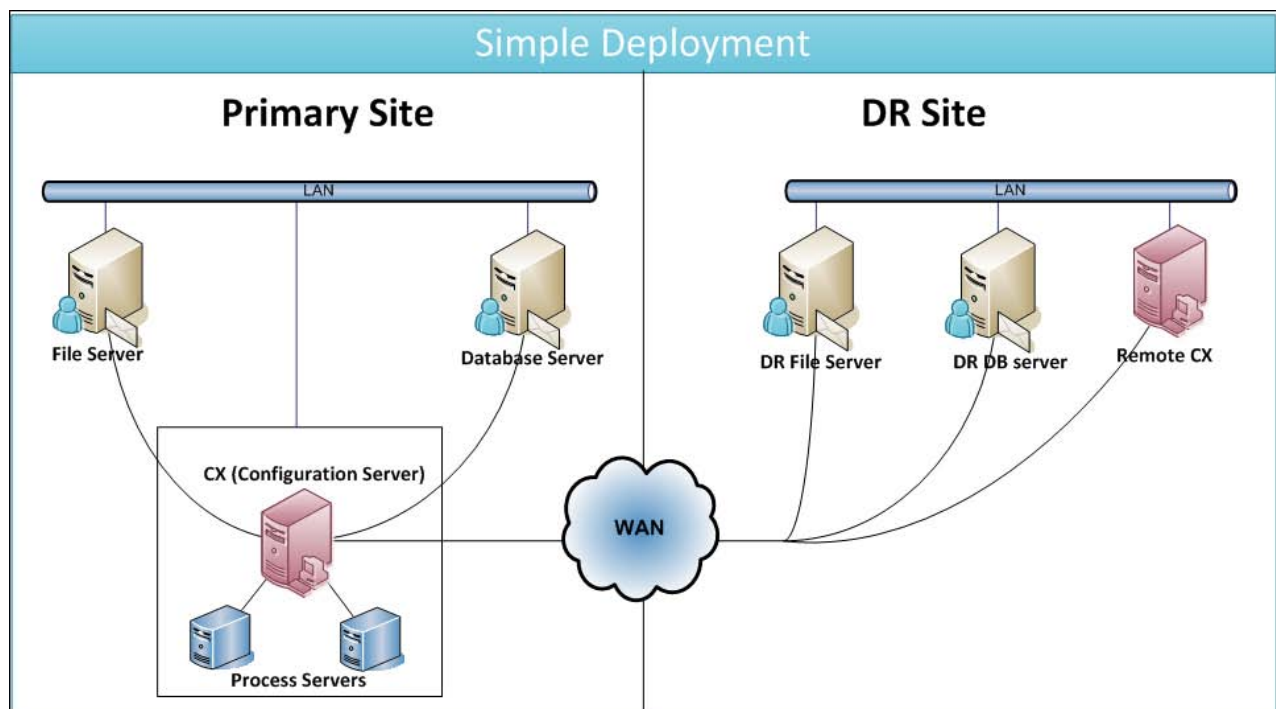 Simple Deployment
Primary Site
LAN
File Server
Database Server
CX (Configuration Server)
Process Servers
WAN
DR Site
LAN
DR File Server
DR DB server
Remote CX